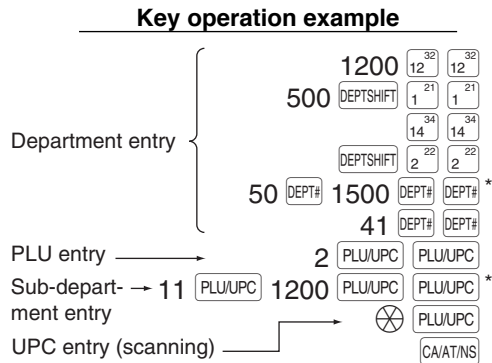 Key operation example
1200 12 32 12 32
500 DEPTSHIFT 1 21 1 21
14 34 14 34
Department entry
DEPTSHIFT 2 22 2 22
50 DEPT# 1500 DEPT# DEPT# *
41 DEPT# DEPT#
PLU entry 2 PLU/UPC PLU/UPC
Sub-depart- 11 PLU/UPC 1200 PLU/UPC PLU/UPC *
ment entry
PLU/UPC
UPC entry (scanning)
CA/AT/NS